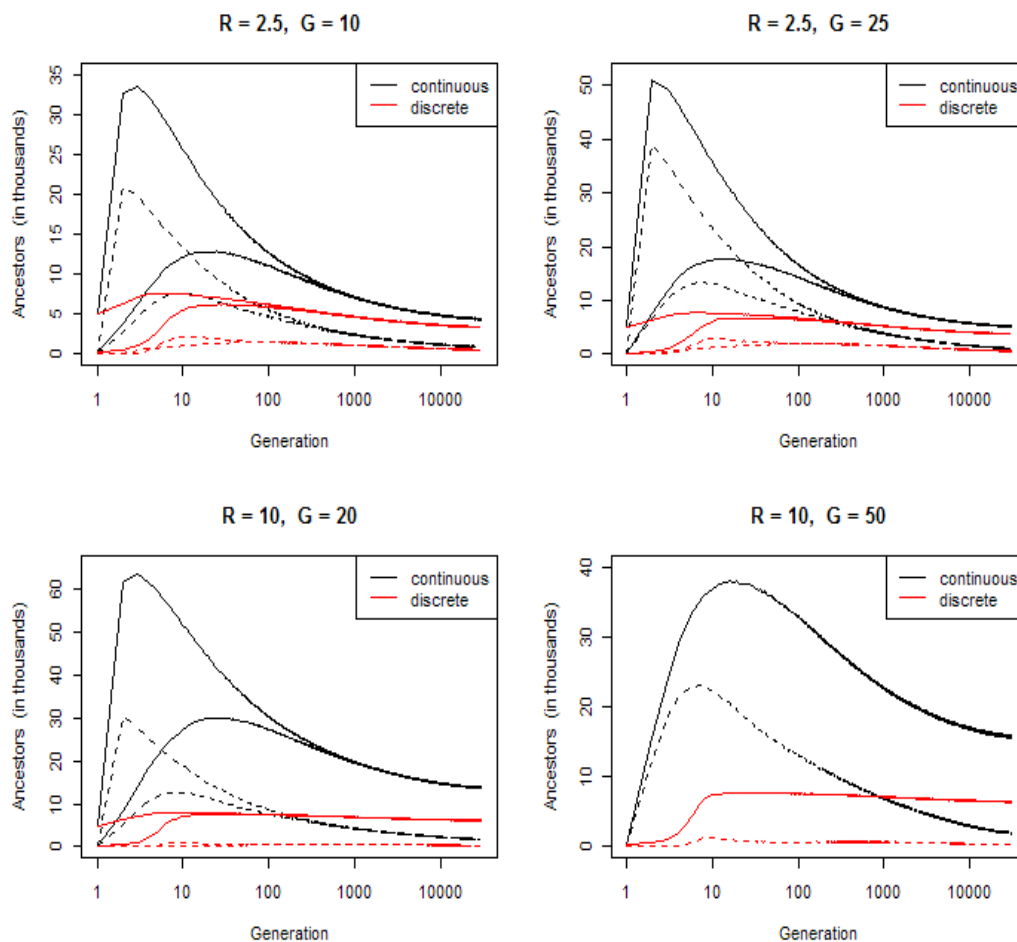 R = 2.5,  G = 10
continuous
discrete
Ancestors (in thousands)
35
30
25
20
15
10
5
0
1 10 100 1000 10000
Generation
R = 2.5,  G = 25
continuous
discrete
Ancestors (in thousands)
50
40
30
20
10
0
1 10 100 1000 10000
Generation
R = 10,  G = 20
continuous
discrete
Ancestors (in thousands)
60
50
40
30
20
10
0
1 10 100 1000 10000
Generation
R = 10,  G = 50
continuous
discrete
Ancestors (in thousands)
40
30
20
10
0
1 10 100 1000 10000
Generation